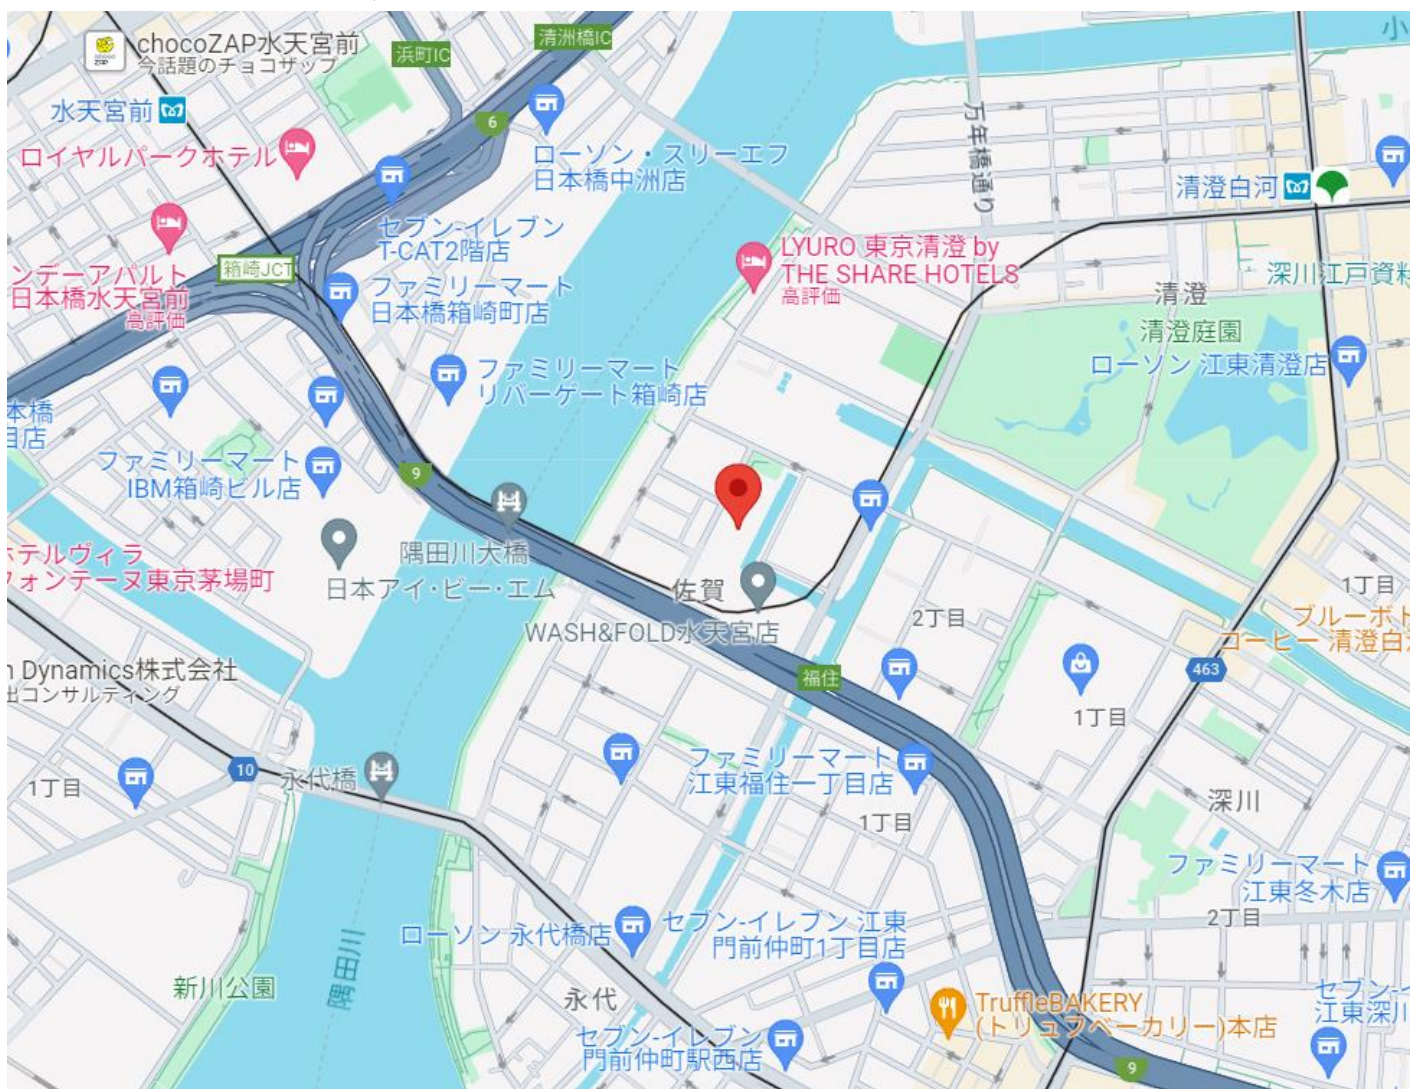 chocoZAP水天宮前
今話題のチョコザップ
浜町IC
清洲橋IC
小
水天宮前
6
万年橋通り
ロイヤルパークホテル
ローソン・スリーエフ
日本橋中洲店
清澄白河
セブン-イレブン
T-CAT2階店
LYURO 東京清澄 by
THE SHARE HOTELS
高評価
箱崎JCT
ンデーアパルト
日本橋水天宮前
高評価
ファミリーマート
日本橋箱崎町店
深川江戸資料
清澄
清澄庭園
ローソン 江東清澄店
ファミリーマート
リバーゲート箱崎店
本橋
目店
ファミリーマート
IBM箱崎ビル店
9
隅田川大橋
日本アイ・ビー・エム
ホテルヴィラ
フォンテーヌ東京茅場町
佐賀
WASH&FOLD水天宮店
2丁目
1丁目
ブルーボト
コーヒー 清澄白
n Dynamics株式会社
出コンサルティング
福住
463
1丁目
10
永代橋
1丁目
ファミリーマート
江東福住一丁目店
1丁目
深川
ファミリーマート
江東冬木店
2丁目
ローソン 永代橋店
セブン-イレブン 江東
門前仲町1丁目店
隅田川
新川公園
永代
TruffleBAKERY
(トリュフベーカリー)本店
セブン-イ
江東深川
セブン-イレブン
門前仲町駅西店
9